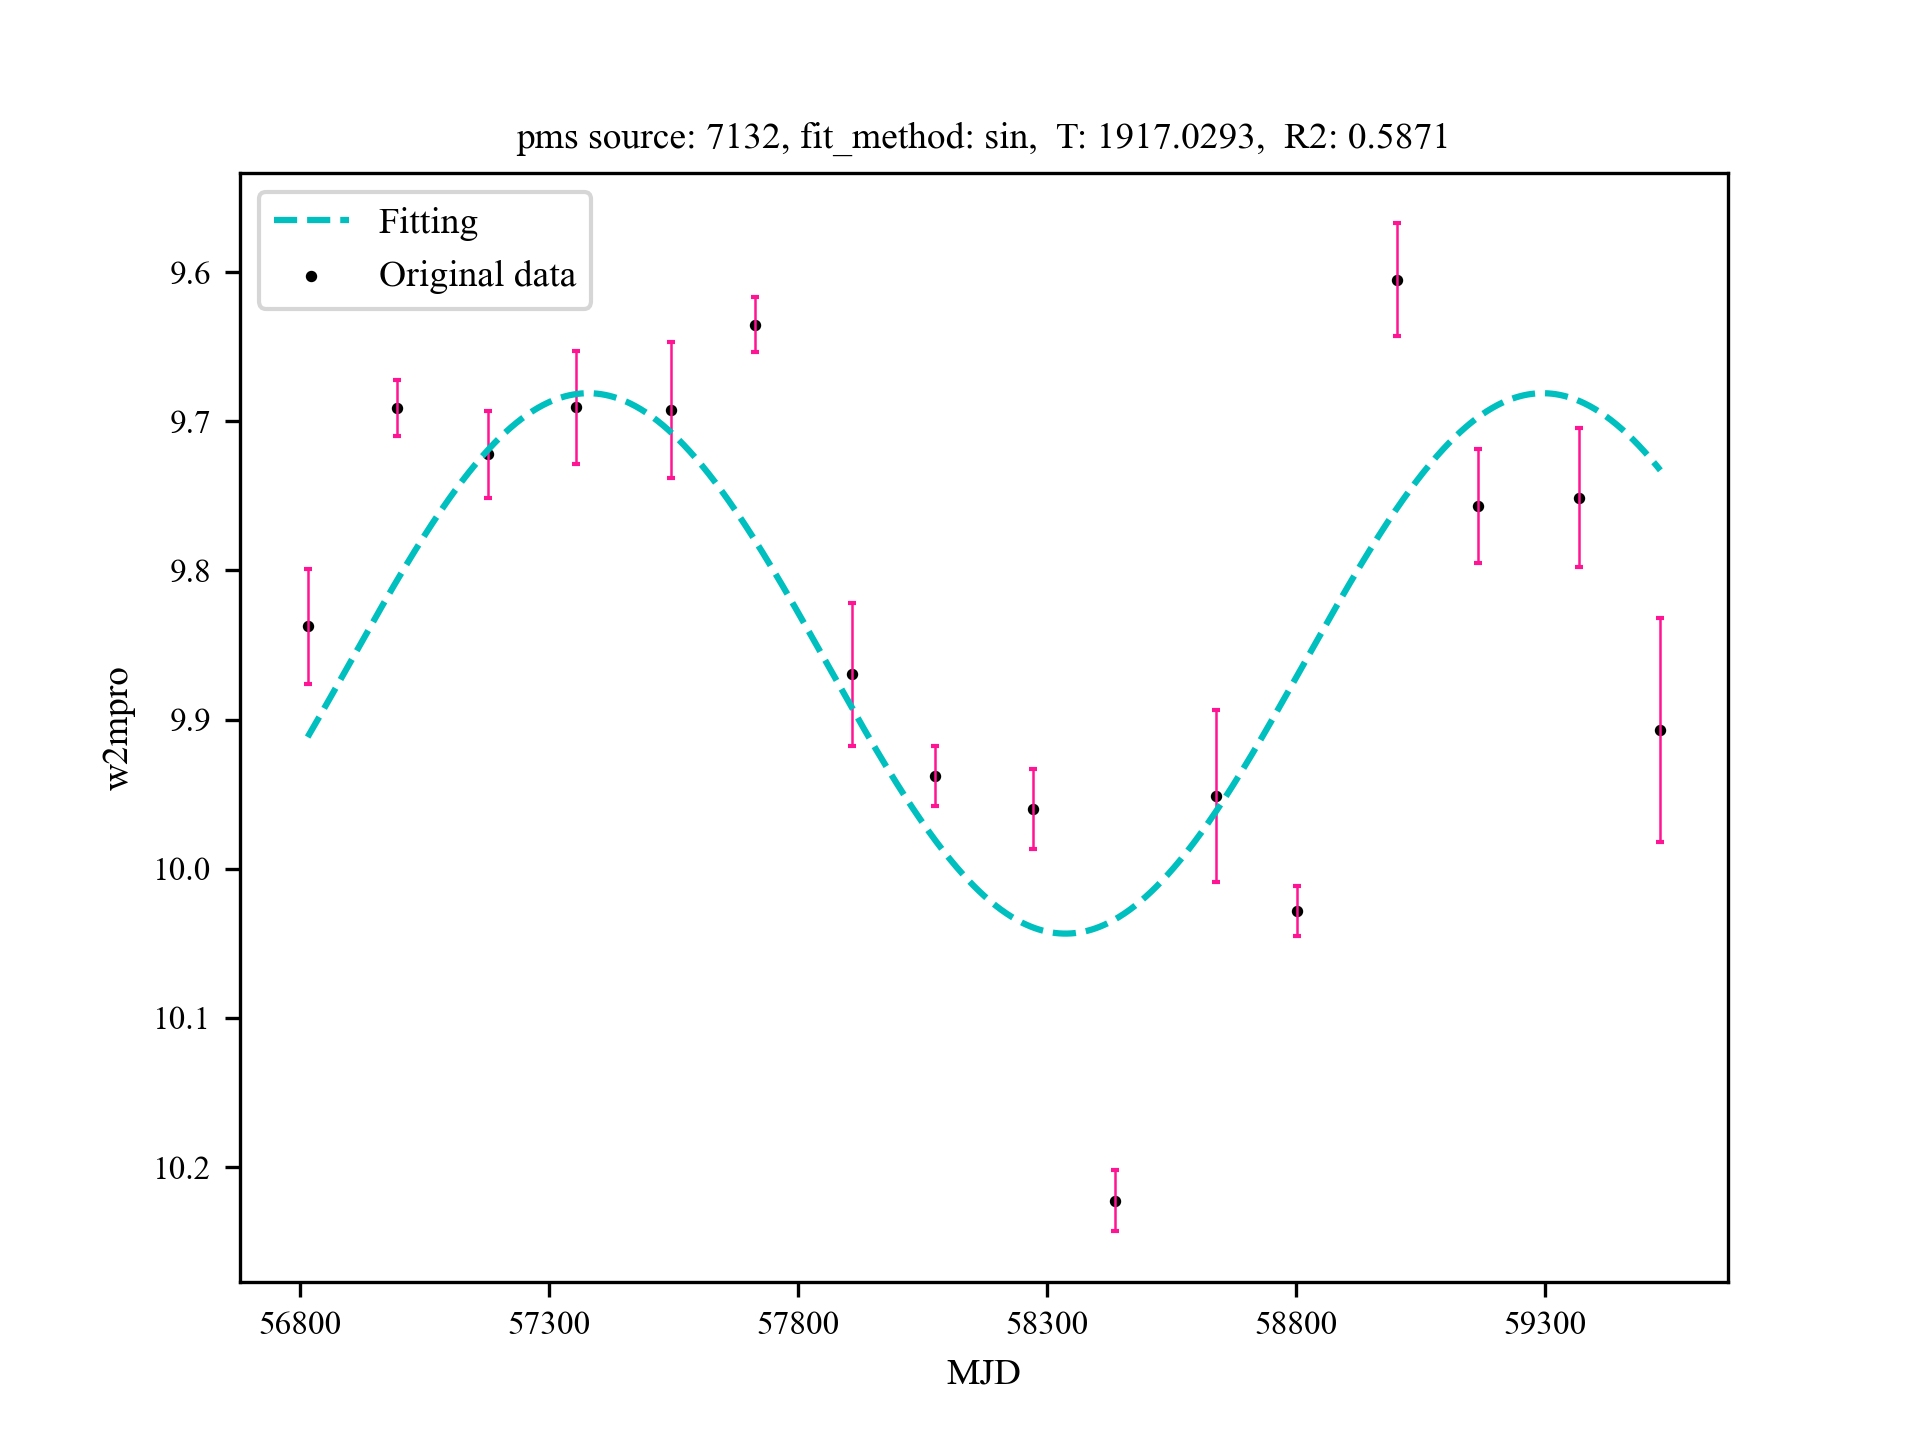 pms source: 7132, fit_method: sin,  T: 1917.0293,  R2: 0.5871
Fitting
Original data
9.6
9.7
9.8
9.9
10.0
10.1
10.2
w2mpro
56800 57300 57800 58300 58800 59300
MJD